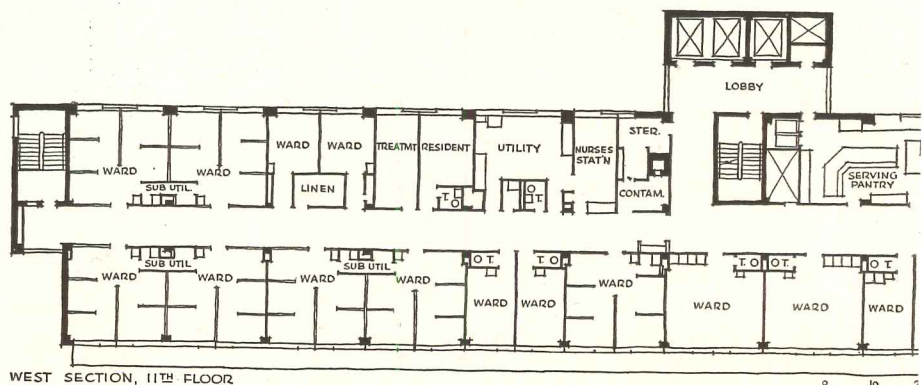 LOBBY
STER.
WARD
WARD
TREATMT
RESIDENT
UTILITY
NURSES
STAT'N
WARD
WARD
SUB UTIL.
LINEN
T.
T.
CONTAM.
SERVING
PANTRY
SUB UTIL
SUB UTIL
T.
T.
T.
T.
WARD
WARD
WARD
WARD
WARD
WARD
WARD
WARD
WARD
WARD
WEST SECTION, 11TH FLOOR
10